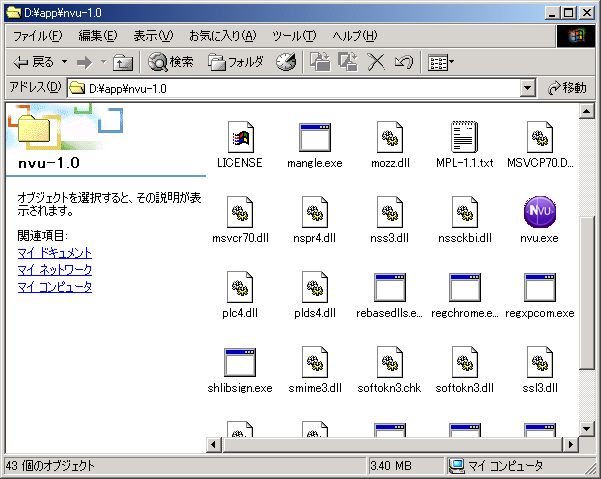 D:¥app¥nvu-1.0
ファイル(F) 編集(E) 表示(V) お気に入り(A) ツール(T) ヘルプ(H)
戻る 検索 フォルダ
アドレス(D) D:¥app¥nvu-1.0 移動
nvu-1.0
オブジェクトを選択すると、その説明が表
示されます。
関連項目:
マイ ドキュメント
マイ ネットワーク
マイ コンピュータ
LICENSE mangle.exe mozz.dll MPL-1.1.txt MSVCP70.D...
msvcr70.dll nspr4.dll nss3.dll nssckbi.dll nvu.exe
NVU
plc4.dll plds4.dll rebasedlls.e... regchrome.e... regxpcom.exe
shlibsign.exe smime3.dll softokn3.chk softokn3.dll ssl3.dll
43 個のオブジェクト 3.40 MB マイ コンピュータ